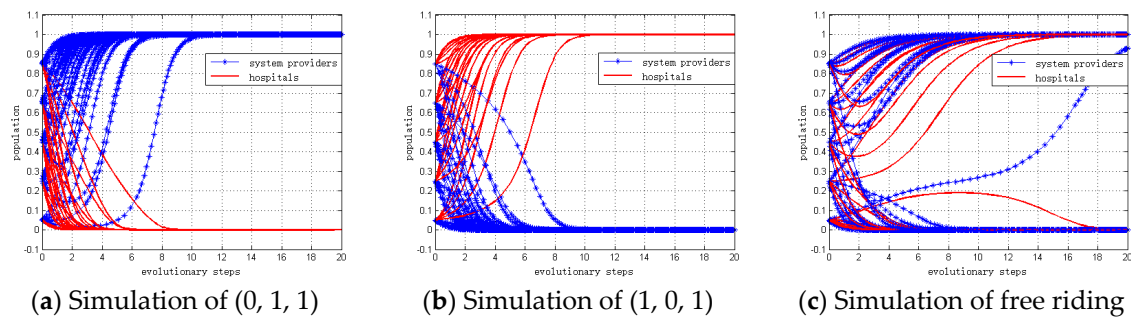 1.1
1
0.9
0.8
0.7
0.6
0.5
0.4
0.3
0.2
0.1
0
-0.1
population
0 2 4 6 8 10 12 14 16 18 20
evolutionary steps
system providers
hospitals
(a) Simulation of (0, 1, 1)
1.1
1
0.9
0.8
0.7
0.6
0.5
0.4
0.3
0.2
0.1
0
-0.1
population
0 2 4 6 8 10 12 14 16 18 20
evolutionary steps
system providers
hospitals
(b) Simulation of (1, 0, 1)
1.1
1
0.9
0.8
0.7
0.6
0.5
0.4
0.3
0.2
0.1
0
-0.1
population
0 2 4 6 8 10 12 14 16 18 20
evolutionary steps
system providers
hospitals
(c) Simulation of free riding